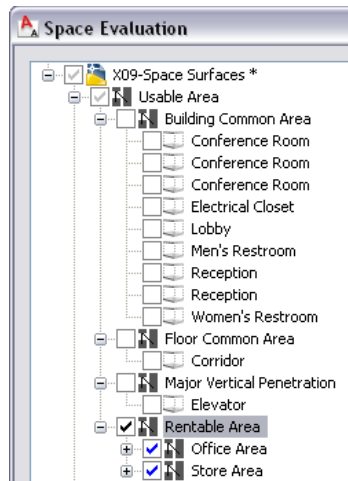 Space Evaluation
X09-Space Surfaces *
Usable Area
Building Common Area
Conference Room
Conference Room
Conference Room
Electrical Closet
Lobby
Men's Restroom
Reception
Reception
Women's Restroom
Floor Common Area
Corridor
Major Vertical Penetration
Elevator
Rentable Area
Office Area
Store Area